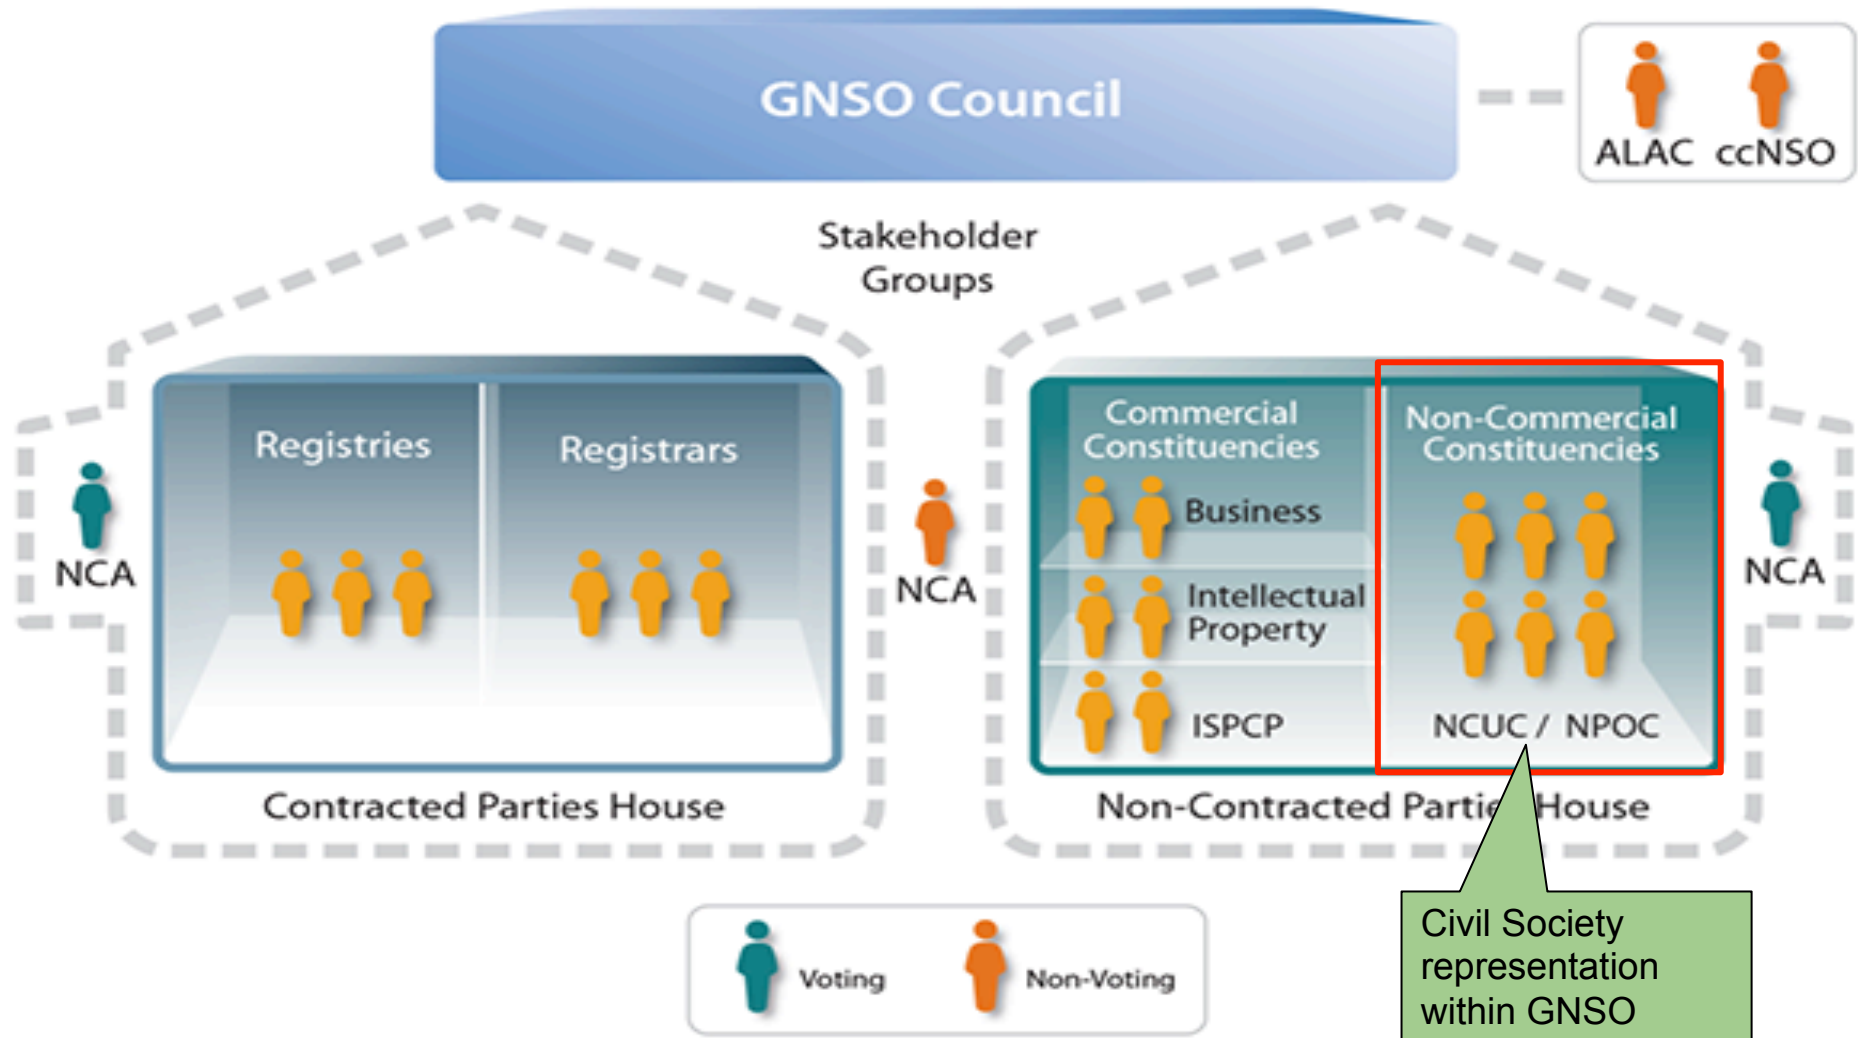 GNSO Council
ALAC ccNSO
Stakeholder
Groups
Registries
Registrars
Commercial
Constituencies
Non-Commercial
Constituencies
Business
Intellectual
Property
ISPCP
NCUC / NPOC
NCA
NCA
NCA
Contracted Parties House
Non-Contracted Parties House
Voting
Non-Voting
Civil Society
representation
within GNSO